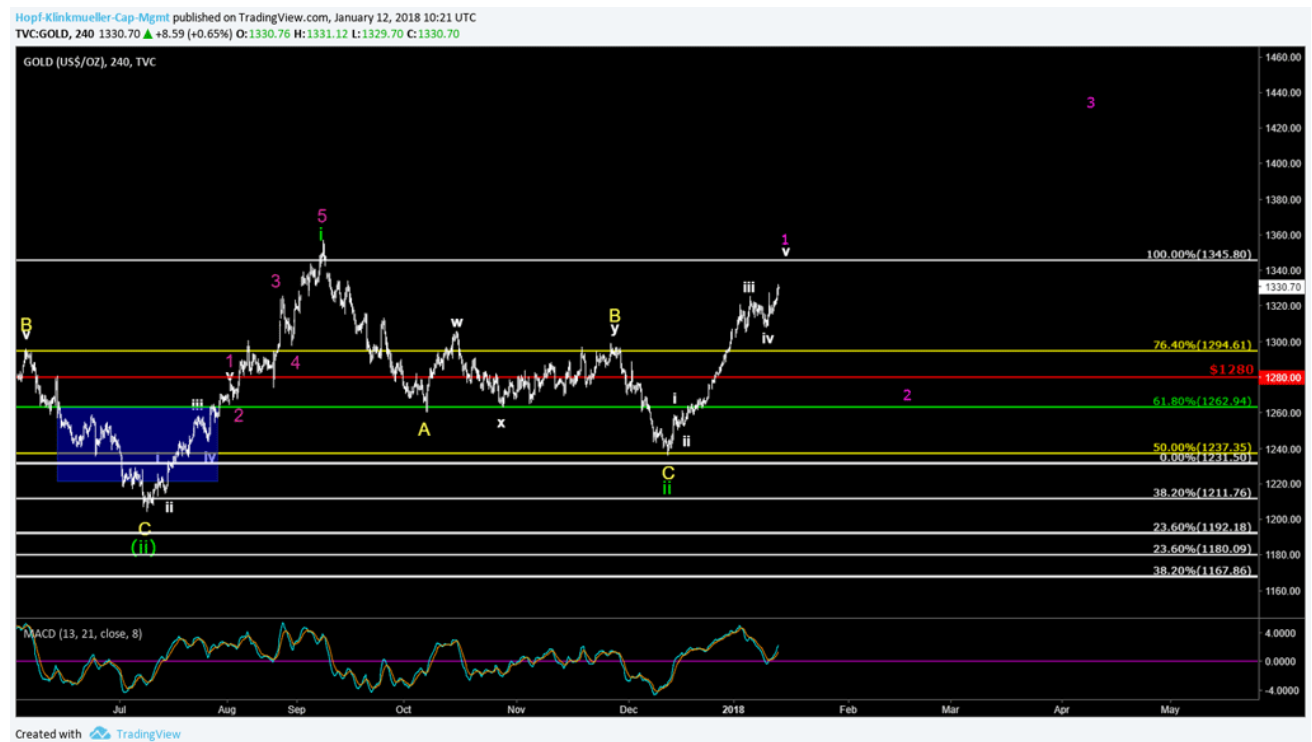 Hopf-Klinkmueller-Cap-Mgmt published on TradingView.com, January 12, 2018 10:21 UTC
TVC:GOLD, 240 1330.70 ▲ +8.59 (+0.65%) O:1330.76 H:1331.12 L:1329.70 C:1330.70
GOLD (US$/OZ), 240, TVC
1460.00
1440.00
3
1420.00
1400.00
1380.00
5
1360.00
i
1
v
100.00%(1345.80)
1340.00
3
iii
1330.70
B
v
w
B
y
1320.00
iv
1300.00
76.40%(1294.61)
1
4
v
$1280
1280.00
2
iii
2
i
61.80%(1262.94)
1260.00
A
x
ii
i
iv
50.00%(1237.35)
1240.00
0.00%(1231.50)
C
ii
1220.00
ii
38.20%(1211.76)
1200.00
C
(ii)
23.60%(1192.18)
1180.00
23.60%(1180.09)
38.20%(1167.86)
1160.00
MACD (13, 21, close, 8)
4.0000
0.0000
-4.0000
Jul Aug Sep Oct Nov Dec 2018 Feb Mar Apr May
Created with TradingView